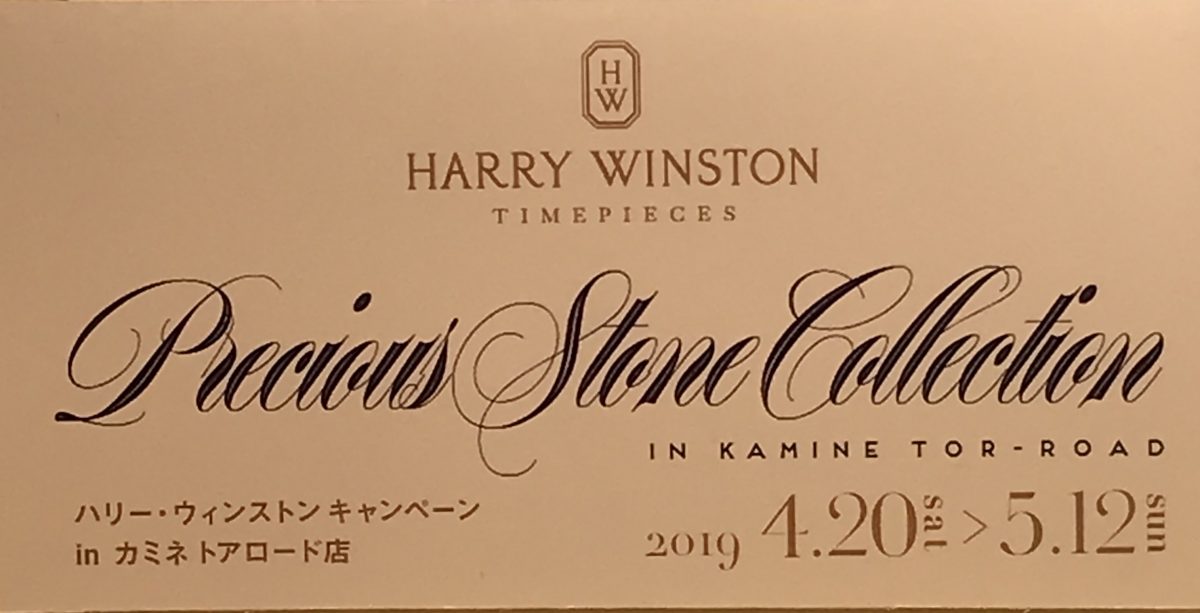 H
W
HARRY WINSTON
TIMEPIECES
Precious Stone Collection
IN KAMINE TOR-ROAD
ハリー・ウィンストン キャンペーン
in カミネ トアロード店
2019 4.20 sat > 5.12 sun